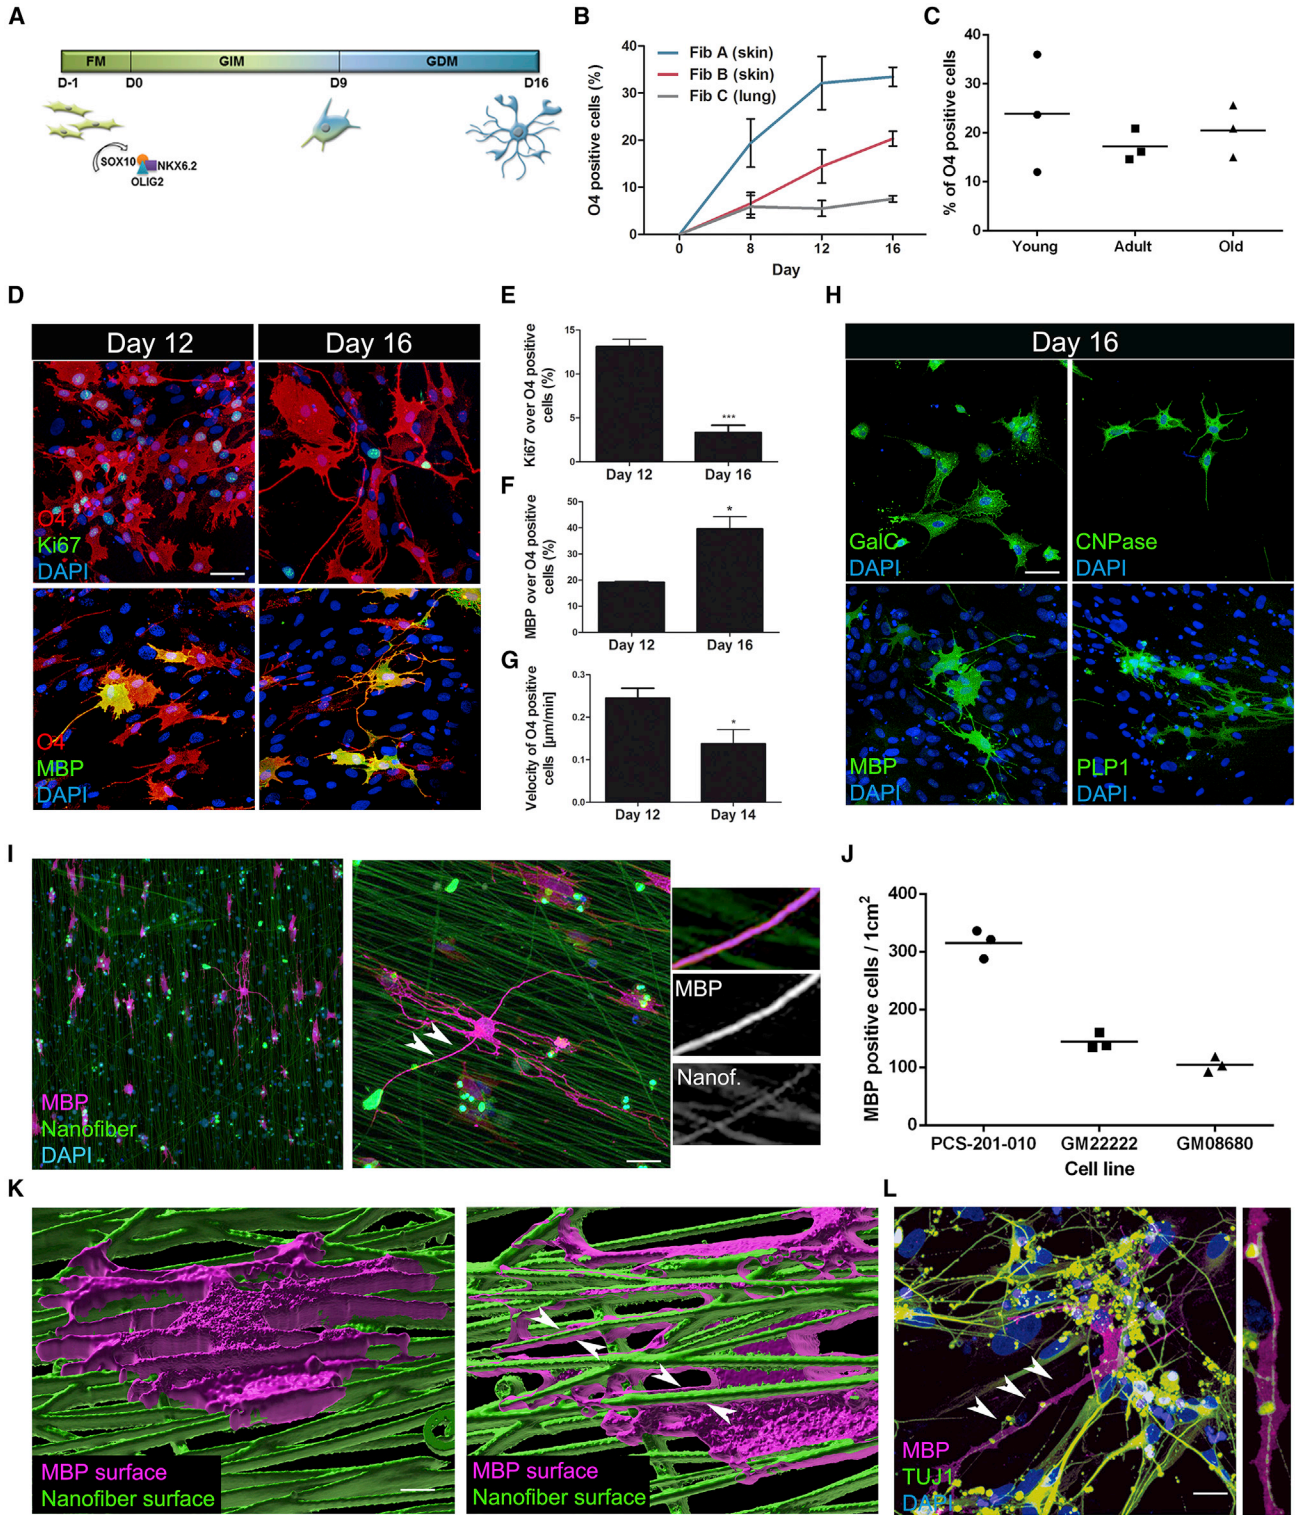 A
FM
GIM
GDM
D-1
D0
D9
D16
SOX10
NKX6.2
OLIG2
B
O4 positive cells (%)
40
30
20
10
0
Fib A (skin)
Fib B (skin)
Fib C (lung)
0
8
12
16
Day
C
% of O4 positive cells
40
30
20
10
0
Young
Adult
Old
D
Day 12
Day 16
O4
Ki67
DAPI
O4
MBP
DAPI
E
Ki67 over O4 positive
cells (%)
15
10
5
0
***
Day 12
Day 16
F
MBP over O4 positive
cells (%)
50
40
30
20
10
0
*
Day 12
Day 16
G
Velocity of O4 positive
cells [µm/min]
0.3
0.2
0.1
0.0
*
Day 12
Day 14
H
Day 16
GalC
DAPI
CNPase
DAPI
MBP
DAPI
PLP1
DAPI
I
MBP
Nanofiber
DAPI
MBP
Nanof.
J
MBP positive cells / 1cm²
400
300
200
100
0
PCS-201-010
GM22222
GM08680
Cell line
K
MBP surface
Nanofiber surface
MBP surface
Nanofiber surface
L
MBP
TUJ1
DAPI